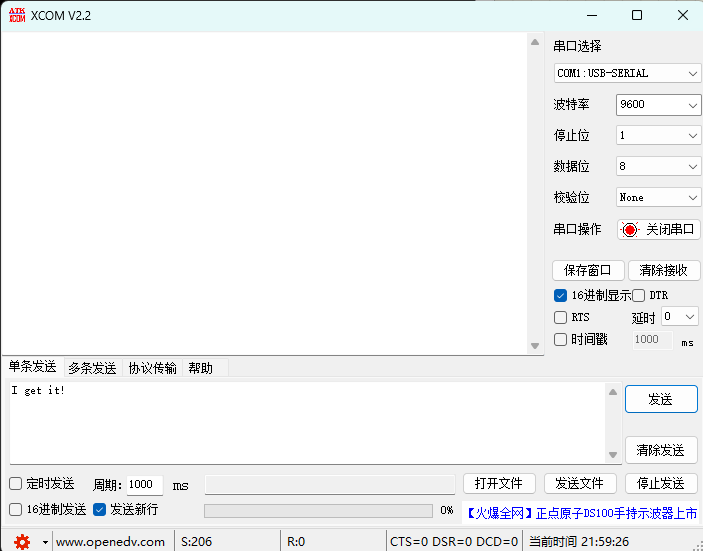 ATK XCOM XCOM V2.2
串口选择
COM1:USB-SERIAL
波特率 9600
停止位 1
数据位 8
校验位 None
串口操作 关闭串口
保存窗口 清除接收
16进制显示 DTR
RTS 延时 0
时间戳 1000 ms
单条发送 多条发送 协议传输 帮助
I get it!
发送
清除发送
定时发送 周期: 1000 ms 打开文件 发送文件 停止发送
16进制发送 发送新行 0% 【火爆全网】正点原子DS100手持示波器上市
www.openedv.com S:206 R:0 CTS=0 DSR=0 DCD=0 当前时间 21:59:26